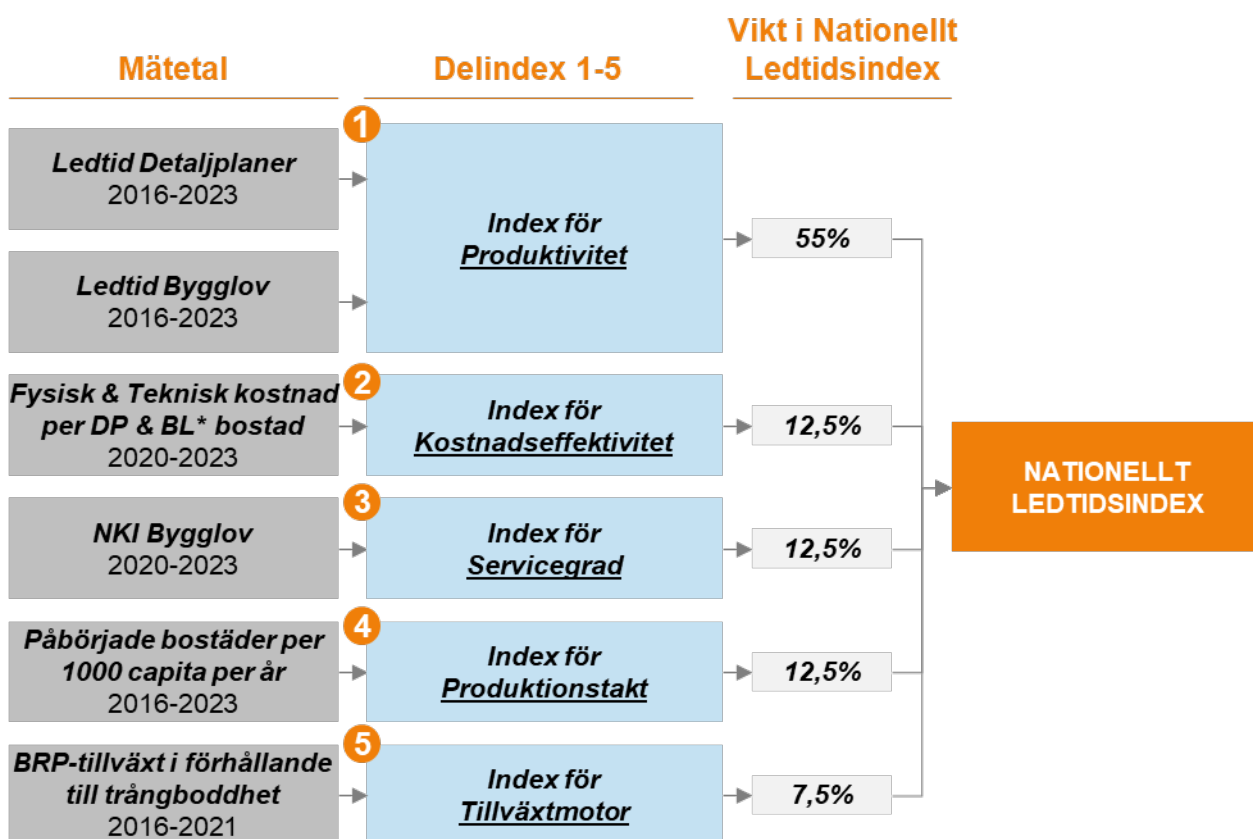 Mätetal
Delindex 1-5
Vikt i Nationellt
Ledtidsindex
Ledtid Detaljplaner
2016-2023
Ledtid Bygglov
2016-2023
1
Index för
Produktivitet
55%
Fysisk & Teknisk kostnad
per DP & BL* bostad
2020-2023
2
Index för
Kostnadseffektivitet
12,5%
NKI Bygglov
2020-2023
3
Index för
Servicegrad
12,5%
Påbörjade bostäder per
1000 capita per år
2016-2023
4
Index för
Produktionstakt
12,5%
BRP-tillväxt i förhållande
till trångboddhet
2016-2021
5
Index för
Tillväxtmotor
7,5%
NATIONELLT
LEDTIDSINDEX